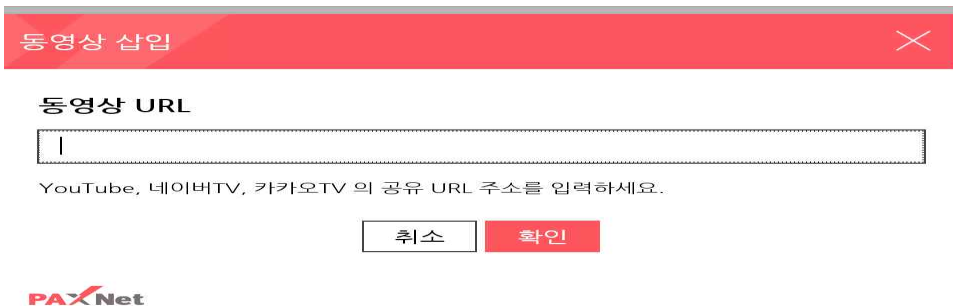 동영상 삽입
동영상 URL
YouTube, 네이버TV, 카카오TV 의 공유 URL 주소를 입력하세요.
취소 확인
PAXNet